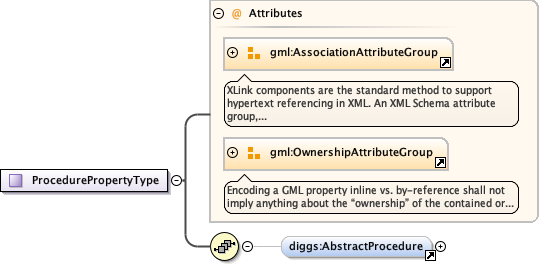 @ Attributes
gml:AssociationAttributeGroup
XLink components are the standard method to support
hypertext referencing in XML. An XML Schema attribute
group,...
gml:OwnershipAttributeGroup
Encoding a GML property inline vs. by-reference shall not
imply anything about the “ownership” of the contained or...
ProcedurePropertyType
diggs:AbstractProcedure